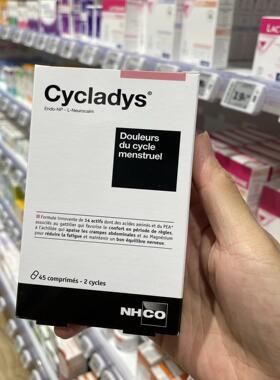 Cycladys©
Endo-NP - L-Neurocalm
Douleurs
du cycle
menstruel
Formule innovante de 14 actifs dont des acides aminés et du PEA*
associés au gattilier qui favorise le confort en période de règles,
à l'achillée qui apaise les crampes abdominales et au Magnésium
pour réduire la fatigue et maintenir un bon équilibre nerveux.
45 comprimés - 2 cycles
NHCO